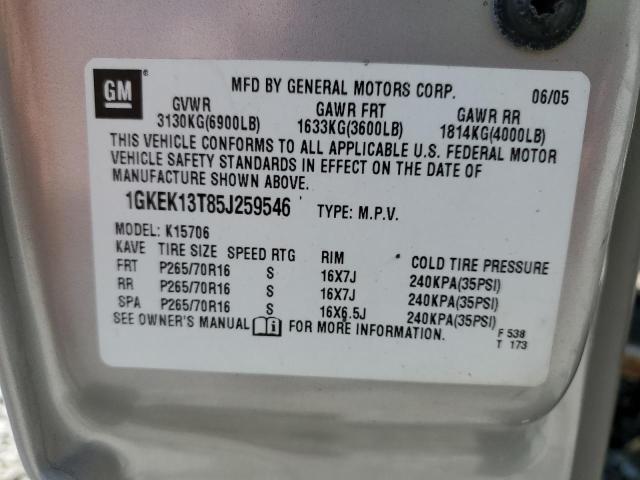 GM ®
MFD BY GENERAL MOTORS CORP. 06/05
GVWR GAWR FRT GAWR RR
3130KG(6900LB) 1633KG(3600LB) 1814KG(4000LB)
THIS VEHICLE CONFORMS TO ALL APPLICABLE U.S. FEDERAL MOTOR
VEHICLE SAFETY STANDARDS IN EFFECT ON THE DATE OF
MANUFACTURE SHOWN ABOVE.
1GKEK13T85J259546 TYPE: M.P.V.
MODEL: K15706
KAVE TIRE SIZE SPEED RTG RIM COLD TIRE PRESSURE
FRT P265/70R16 S 16X7J 240KPA(35PSI)
RR P265/70R16 S 16X7J 240KPA(35PSI)
SPA P265/70R16 S 16X6.5J 240KPA(35PSI)
SEE OWNER'S MANUAL FOR MORE INFORMATION. F 538
T 173